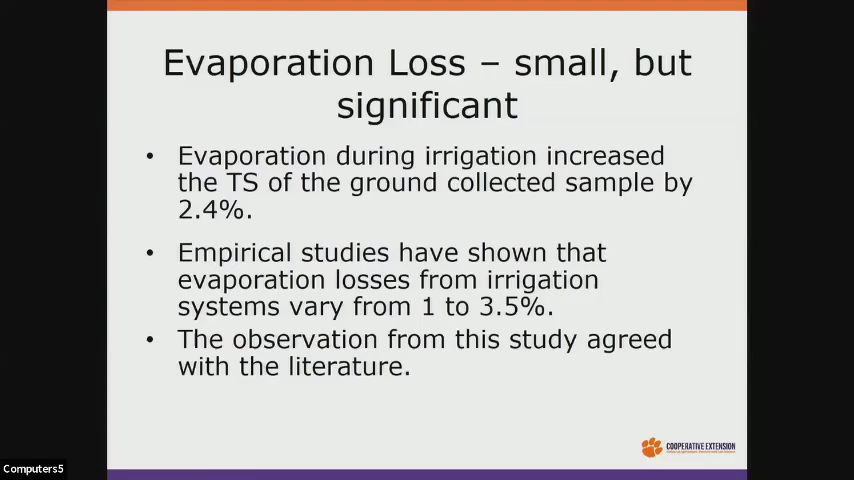 Evaporation Loss – small, but
significant
• Evaporation during irrigation increased
the TS of the ground collected sample by
2.4%.
• Empirical studies have shown that
evaporation losses from irrigation
systems vary from 1 to 3.5%.
• The observation from this study agreed
with the literature.
COOPERATIVE EXTENSION
Computers5